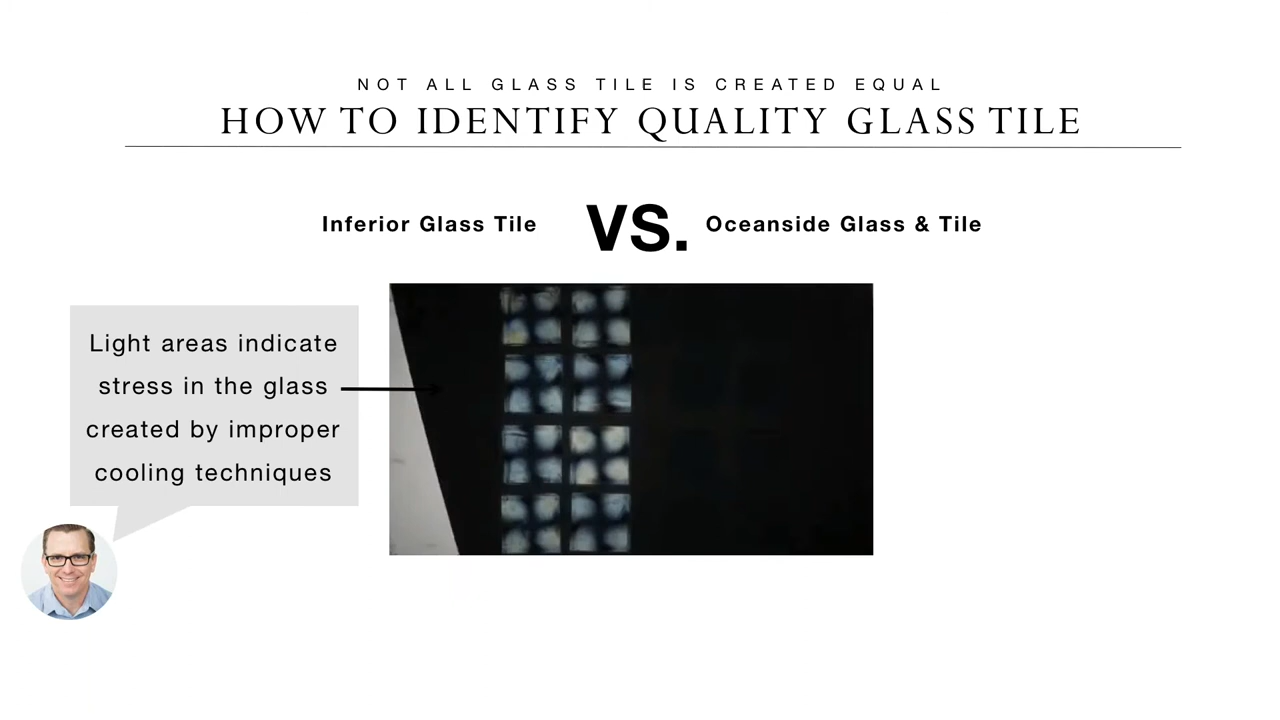 NOT ALL GLASS TILE IS CREATED EQUAL
HOW TO IDENTIFY QUALITY GLASS TILE
Inferior Glass Tile VS. Oceanside Glass & Tile
Light areas indicate
stress in the glass
created by improper
cooling techniques